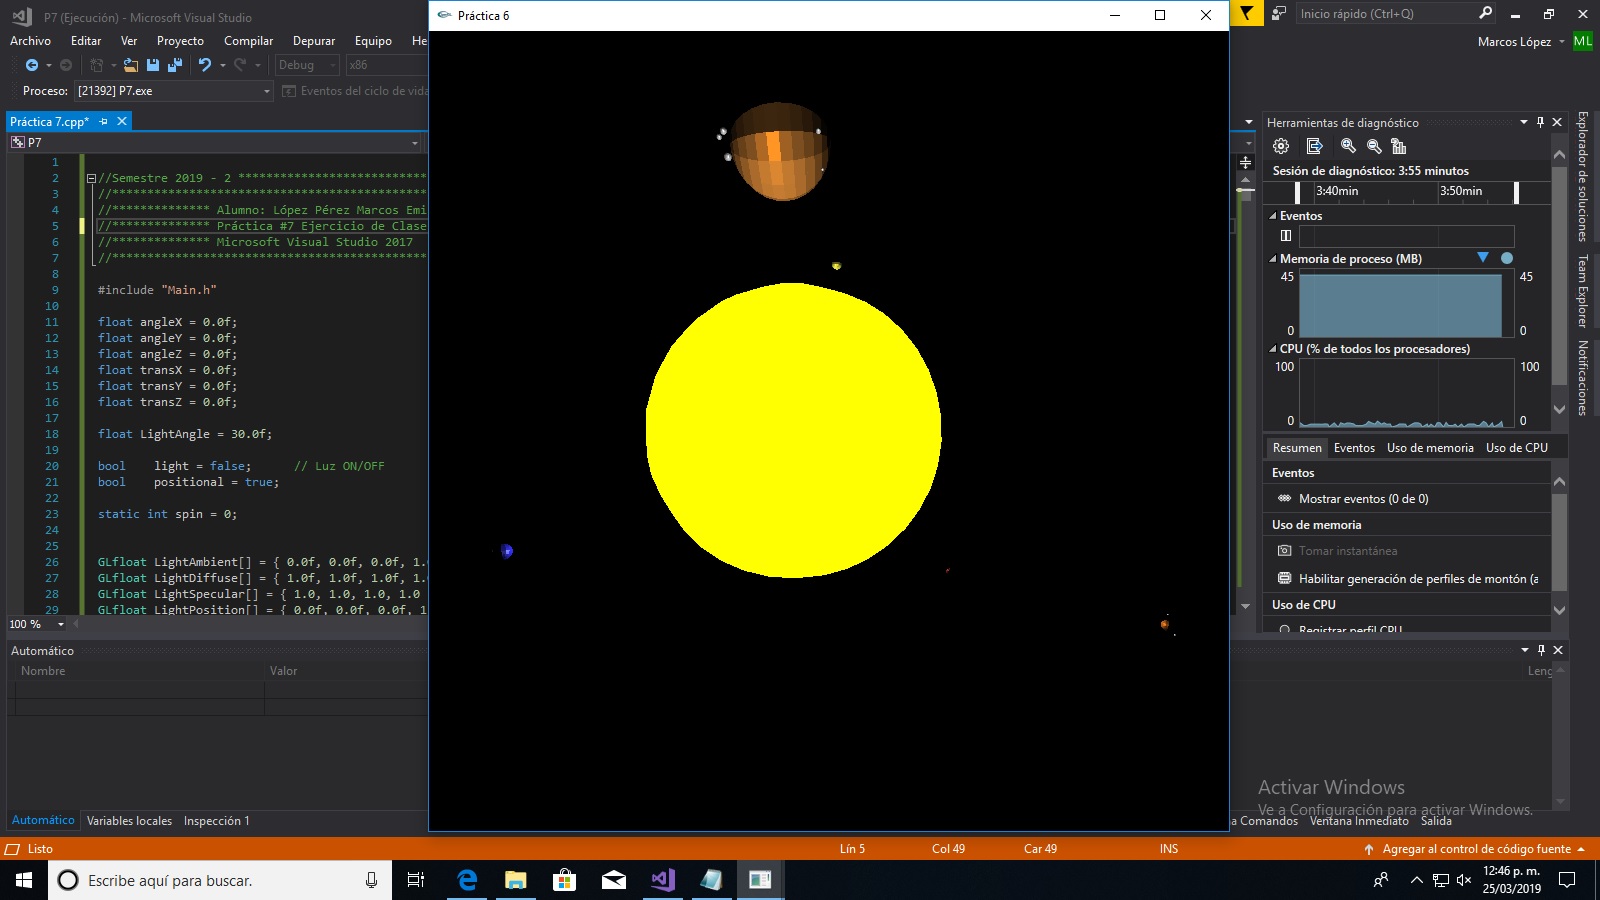 P7 (Ejecución) - Microsoft Visual Studio
Práctica 6
Inicio rápido (Ctrl+Q)
Archivo Editar Ver Proyecto Compilar Depurar Equipo He
Marcos López ML
Debug x86
Proceso: [21392] P7.exe Eventos del ciclo de vida
Práctica 7.cpp*
P7
1
2 //Semestre 2019 - 2 ***************************
3 //*********************************************
4 //************** Alumno: López Pérez Marcos Emi
5 //************** Práctica #7 Ejercicio de Clase
6 //************** Microsoft Visual Studio 2017
7 //*********************************************
8
9 #include "Main.h"
10
11 float angleX = 0.0f;
12 float angleY = 0.0f;
13 float angleZ = 0.0f;
14 float transX = 0.0f;
15 float transY = 0.0f;
16 float transZ = 0.0f;
17
18 float LightAngle = 30.0f;
19
20 bool    light = false;      // Luz ON/OFF
21 bool    positional = true;
22
23 static int spin = 0;
24
25
26 GLfloat LightAmbient[] = { 0.0f, 0.0f, 0.0f, 1.0
27 GLfloat LightDiffuse[] = { 1.0f, 1.0f, 1.0f, 1.
28 GLfloat LightSpecular[] = { 1.0, 1.0, 1.0, 1.0
29 GLfloat LightPosition[] = { 0.0f, 0.0f, 0.0f, 1
100 %
Herramientas de diagnóstico
Sesión de diagnóstico: 3:55 minutos
3:40min 3:50min
Eventos
Memoria de proceso (MB)
45 45
0 0
CPU (% de todos los procesadores)
100 100
0 0
Resumen Eventos Uso de memoria Uso de CPU
Eventos
Mostrar eventos (0 de 0)
Uso de memoria
Tomar instantánea
Habilitar generación de perfiles de montón (a
Uso de CPU
Registrar perfil CPU
Explorador de soluciones
Team Explorer
Notificaciones
Automático
Nombre Valor Leng
Activar Windows
Ve a Configuración para activar Windows.
Automático Variables locales Inspección 1
a Comandos Ventana Inmediato Salida
Listo Lín 5 Col 49 Car 49 INS Agregar al control de código fuente
Escribe aquí para buscar.
12:46 p. m.
25/03/2019